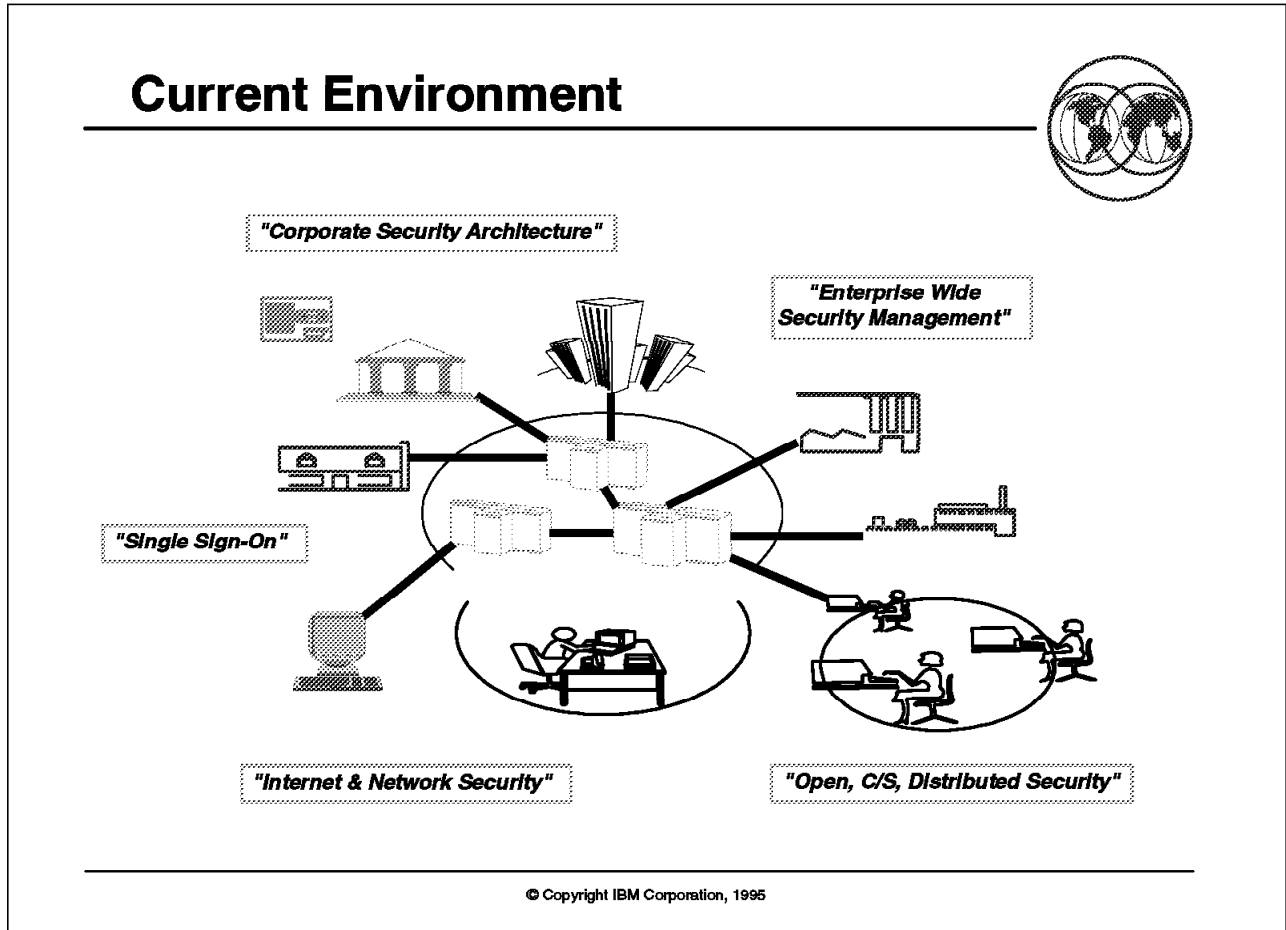 Current Environment
"Corporate Security Architecture"
"Enterprise Wide
Security Management"
"Single Sign-On"
"Internet & Network Security"
"Open, C/S, Distributed Security"
© Copyright IBM Corporation, 1995